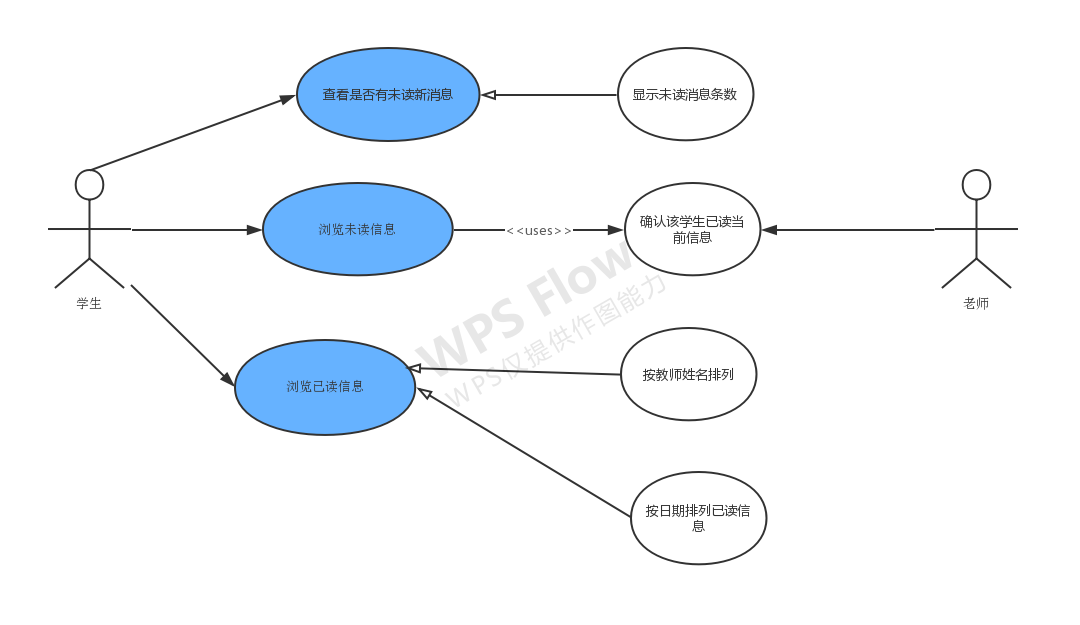 查看是否有未读新消息
显示未读消息条数
浏览未读信息
<<uses>>
确认该学生已读当
前信息
学生
老师
WPS Flow
WPS仅提供作图能力
浏览已读信息
按教师姓名排列
按日期排列已读信
息